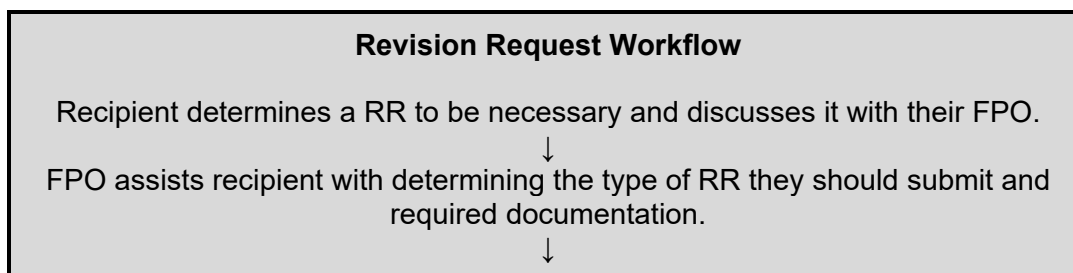 Revision Request Workflow
Recipient determines a RR to be necessary and discusses it with their FPO.
↓
FPO assists recipient with determining the type of RR they should submit and
required documentation.
↓